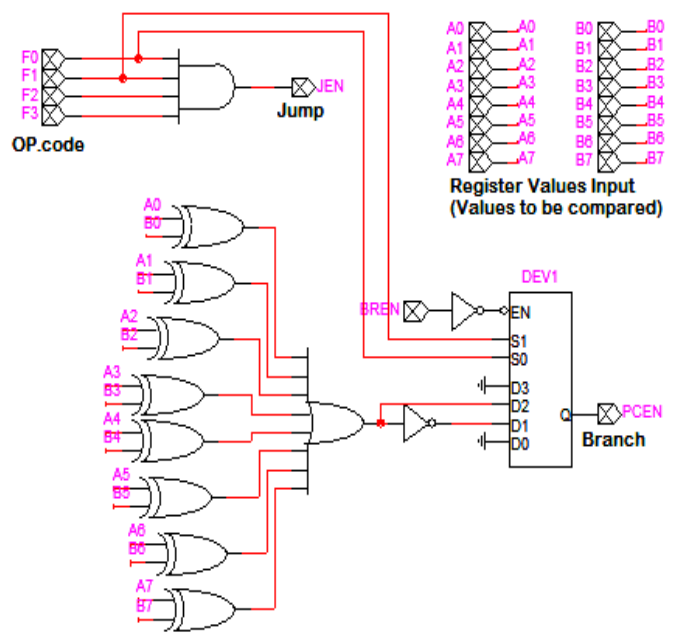 F0
F1
F2
F3
OP.code
JEN
Jump
A0 A0
A1 A1
A2 A2
A3 A3
A4 A4
A5 A5
A6 A6
A7 A7
B0 B0
B1 B1
B2 B2
B3 B3
B4 B4
B5 B5
B6 B6
B7 B7
Register Values Input
(Values to be compared)
A0
B0
A1
B1
A2
B2
A3
B3
A4
B4
A5
B5
A6
B6
A7
B7
DEV1
BREN
EN
S1
S0
D3
D2
D1
D0
Q
PCEN
Branch